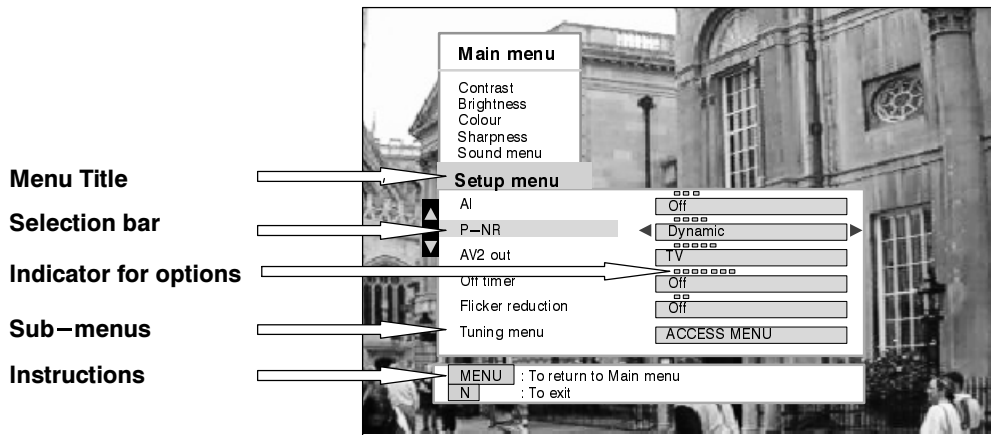 Main menu
Contrast
Brightness
Colour
Sharpness
Sound menu
Menu Title
Setup menu
AI Off
Selection bar
P−NR Dynamic
AV2 out TV
Indicator for options
Off timer Off
Flicker reduction Off
Sub−menus
Tuning menu ACCESS MENU
Instructions
MENU : To return to Main menu
N : To exit